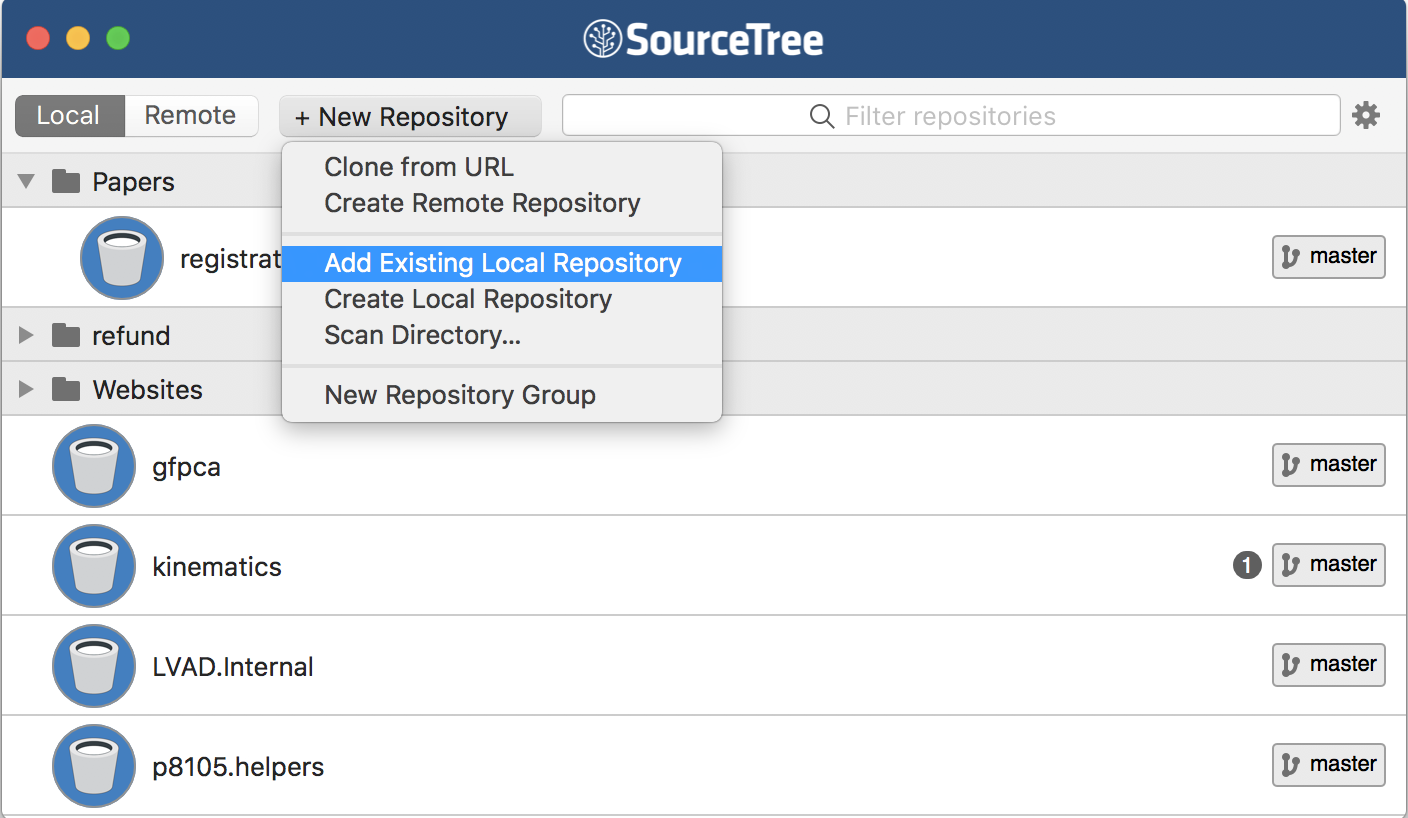 SourceTree
Local
Remote
+ New Repository
Filter repositories
Clone from URL
Create Remote Repository
Add Existing Local Repository
Create Local Repository
Scan Directory...
New Repository Group
Papers
registrat
master
refund
Websites
gfpca
master
kinematics
1
master
LVAD.Internal
master
p8105.helpers
master